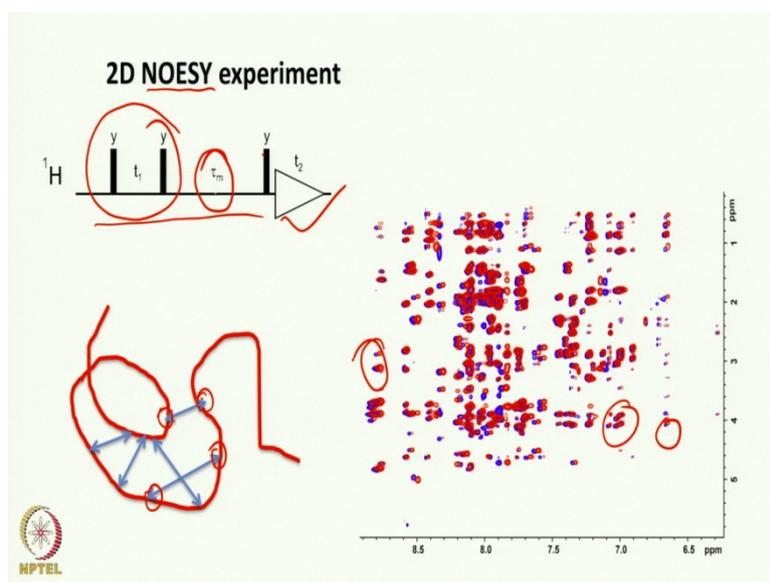 2D NOESY experiment
y y y
¹H t₁ τₘ t₂
ppm
1
2
3
4
5
8.5 8.0 7.5 7.0 6.5 ppm
NPTEL